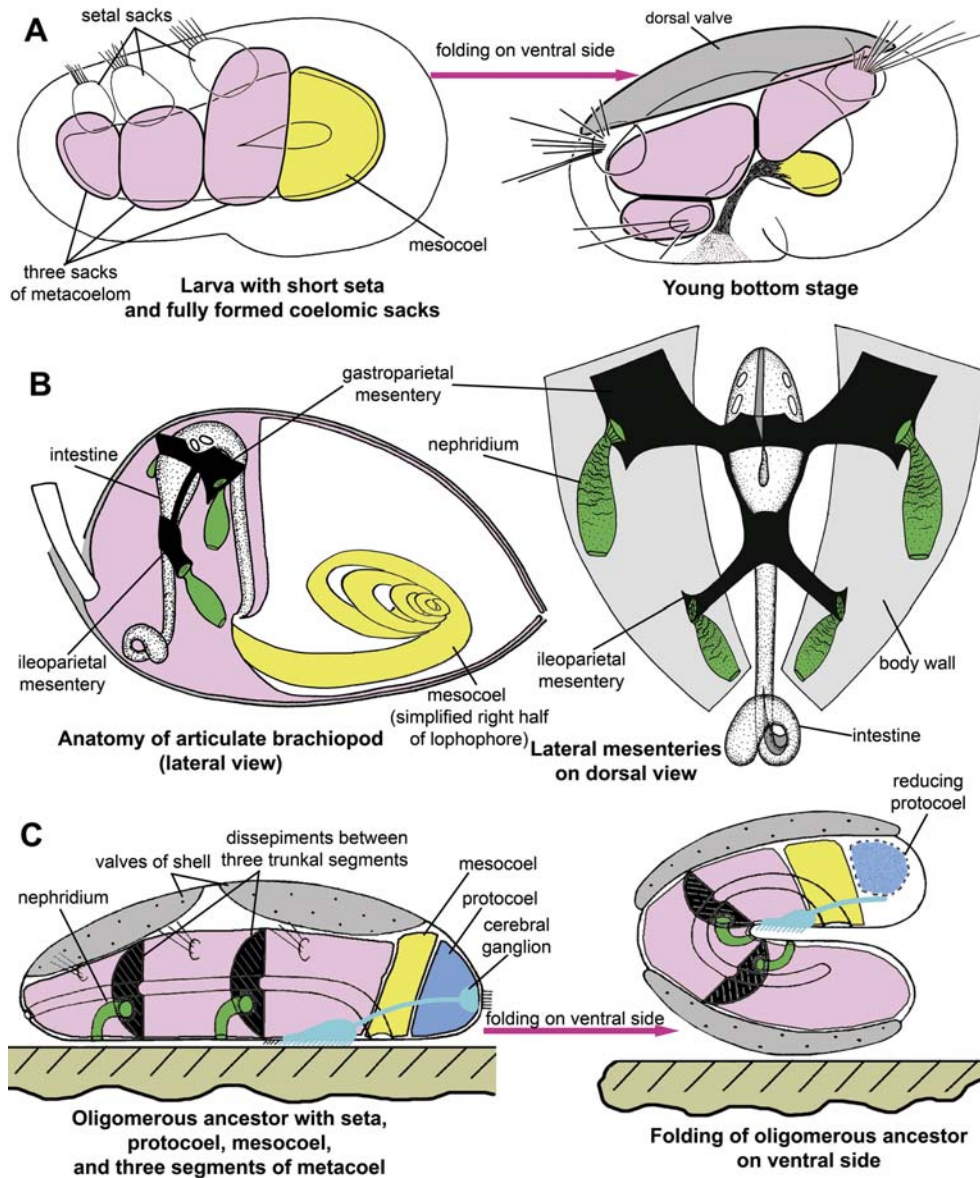 A
setal sacks
folding on ventral side
dorsal valve
mesocoel
three sacks
of metacoelom
Larva with short seta
and fully formed coelomic sacks
Young bottom stage
B
gastroparietal
mesentery
intestine
nephridium
ileoparietal
mesentery
mesocoel
(simplified right half
of lophophore)
Anatomy of articulate brachiopod
(lateral view)
ileoparietal
mesentery
body wall
intestine
Lateral mesenteries
on dorsal view
C
dissepiments between
three trunkal segments
valves of shell
nephridium
mesocoel
protocoel
cerebral
ganglion
reducing
protocoel
folding on ventral side
Oligomerous ancestor with seta,
protocoel, mesocoel,
and three segments of metacoel
Folding of oligomerous ancestor
on ventral side